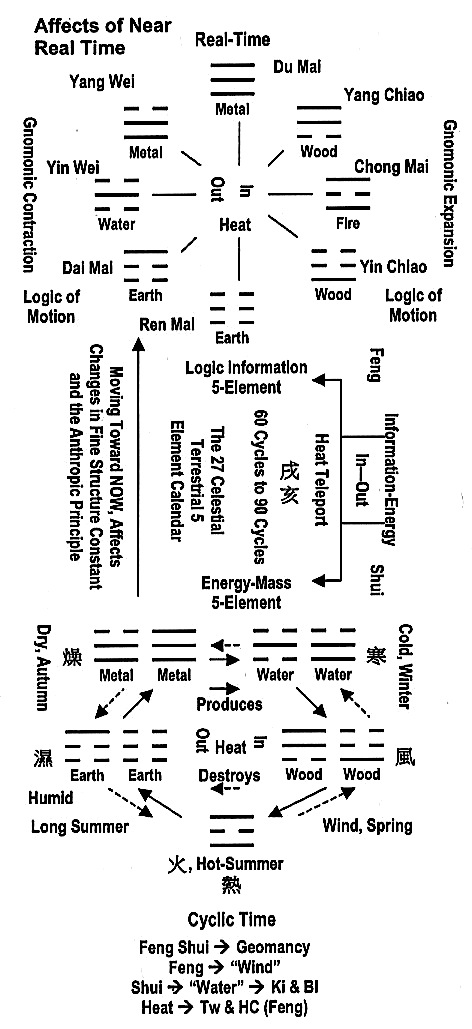 Affects of Near
Real Time
Real-Time
Du Mai
Metal
Yang Wei
Metal
Yang Chiao
Wood
Gnomonic Contraction
Gnomonic Expansion
Yin Wei
Water
Out
In
Heat
Chong Mai
Fire
Dai Mai
Earth
Yin Chiao
Wood
Logic of
Motion
Logic of
Motion
Ren Mai
Earth
Moving Toward NOW, Affects
Changes in Fine Structure Constant
and the Anthropic Principle
Logic Information
5-Element
The 27 Celestial
Terrestrial 5
Element Calendar
60 Cycles to 90 Cycles
戌亥
Heat Teleport
In—Out
Information-Energy
Feng
Shui
Energy-Mass
5-Element
Dry, Autumn
燥
Metal
Metal
Water
Water
寒
Cold, Winter
Produces
濕
Earth
Earth
Out
Heat
In
Wood
Wood
風
Destroys
Humid
Long Summer
Wind, Spring
火, Hot-Summer
熱
Cyclic Time
Feng Shui → Geomancy
Feng → “Wind”
Shui → “Water” → Ki & Bl
Heat → Tw & HC (Feng)